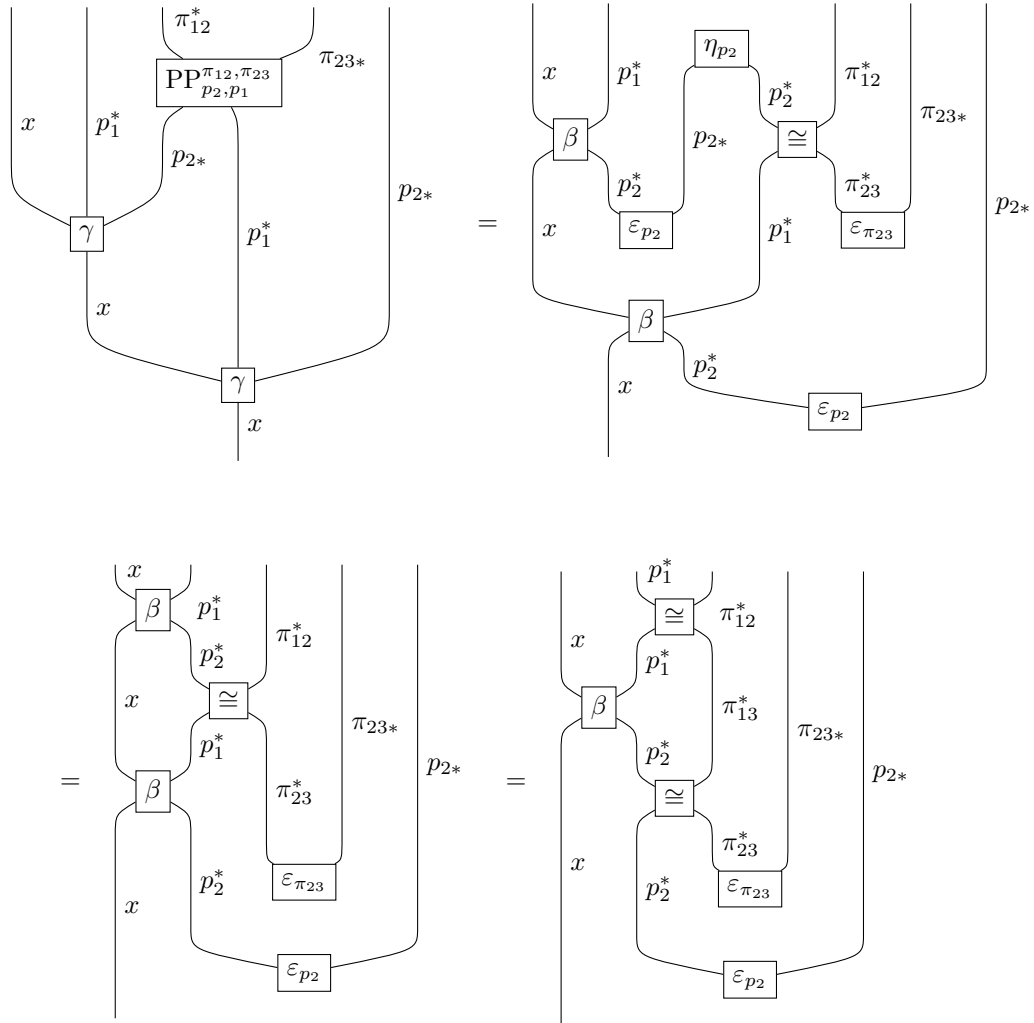 π*₁₂
π₂₃*
PP^{π₁₂,π₂₃}_{p₂,p₁}
x
p*₁
p₂*
p₂*
γ
p*₁
x
γ
x
=
η_{p₂}
x
p*₁
p*₂
π*₁₂
π₂₃*
β
p₂*
≅
p*₂
π*₂₃
p₂*
x
ε_{p₂}
p*₁
ε_{π₂₃}
β
x
p*₂
ε_{p₂}
=
x
β
p*₁
π*₁₂
p*₂
x
≅
π₂₃*
p*₁
p₂*
β
π*₂₃
x
p*₂
ε_{π₂₃}
ε_{p₂}
=
p*₁
≅
π*₁₂
x
p*₁
β
π*₁₃
π₂₃*
p*₂
p₂*
≅
π*₂₃
x
p*₂
ε_{π₂₃}
ε_{p₂}